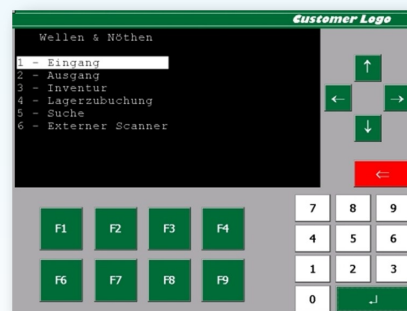 Customer Logo
Wellen & Nöthen
1 - Eingang
2 - Ausgang
3 - Inventur
4 - Lagerzubuchung
5 - Suche
6 - Externer Scanner
↑
← →
↓
⇐
7 8 9
F1 F2 F3 F4
4 5 6
1 2 3
F6 F7 F8 F9
0 ↵